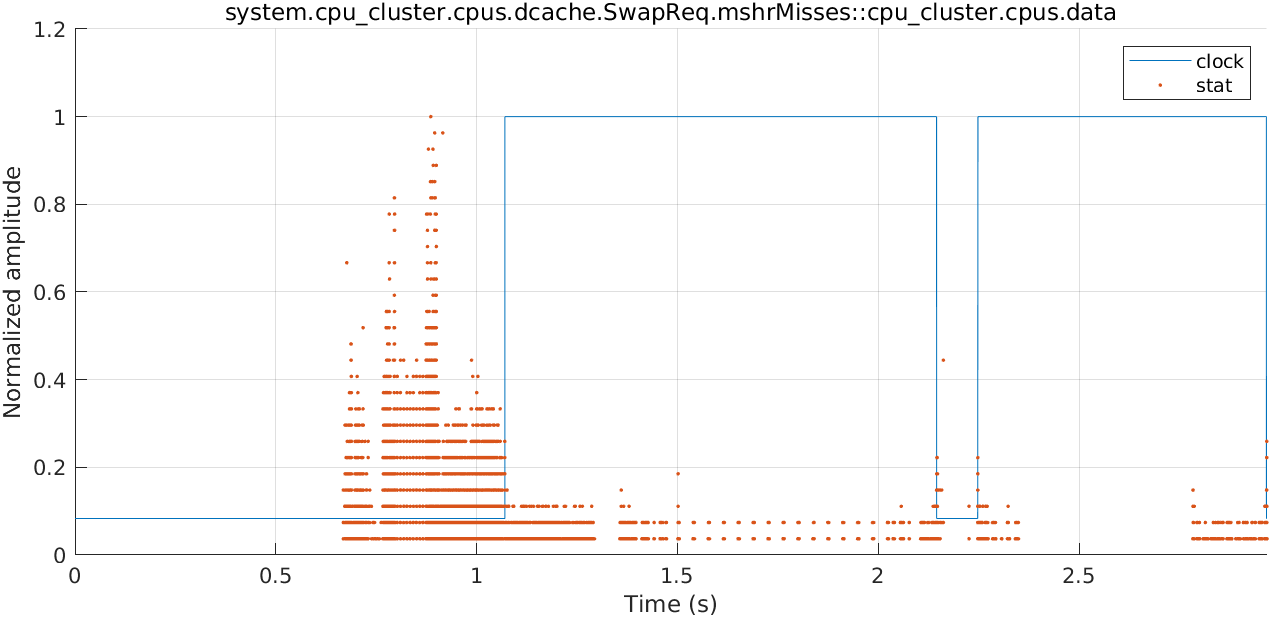 system.cpu_cluster.cpus.dcache.SwapReq.mshrMisses::cpu_cluster.cpus.data
1.2
1
0.8
0.6
0.4
0.2
0
Normalized amplitude
clock
stat
0
0.5
1
1.5
2
2.5
Time (s)